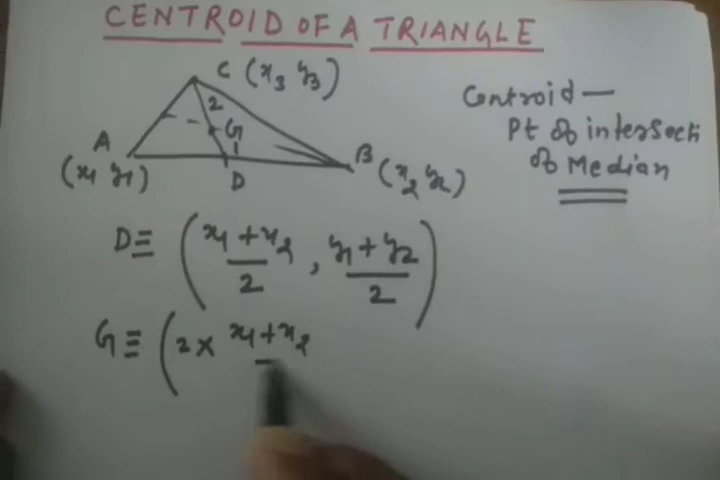 CENTROID OF A TRIANGLE
C (x₃ y₃)
2
G
1
A
(x₁ y₁)
D
B
(x₂ y₂)
Centroid —
Pt of intersecti
of Median
D ≡ ( x₁ + x₂ / 2 , y₁ + y₂ / 2 )
G ≡ ( 2 × x₁ + x₂